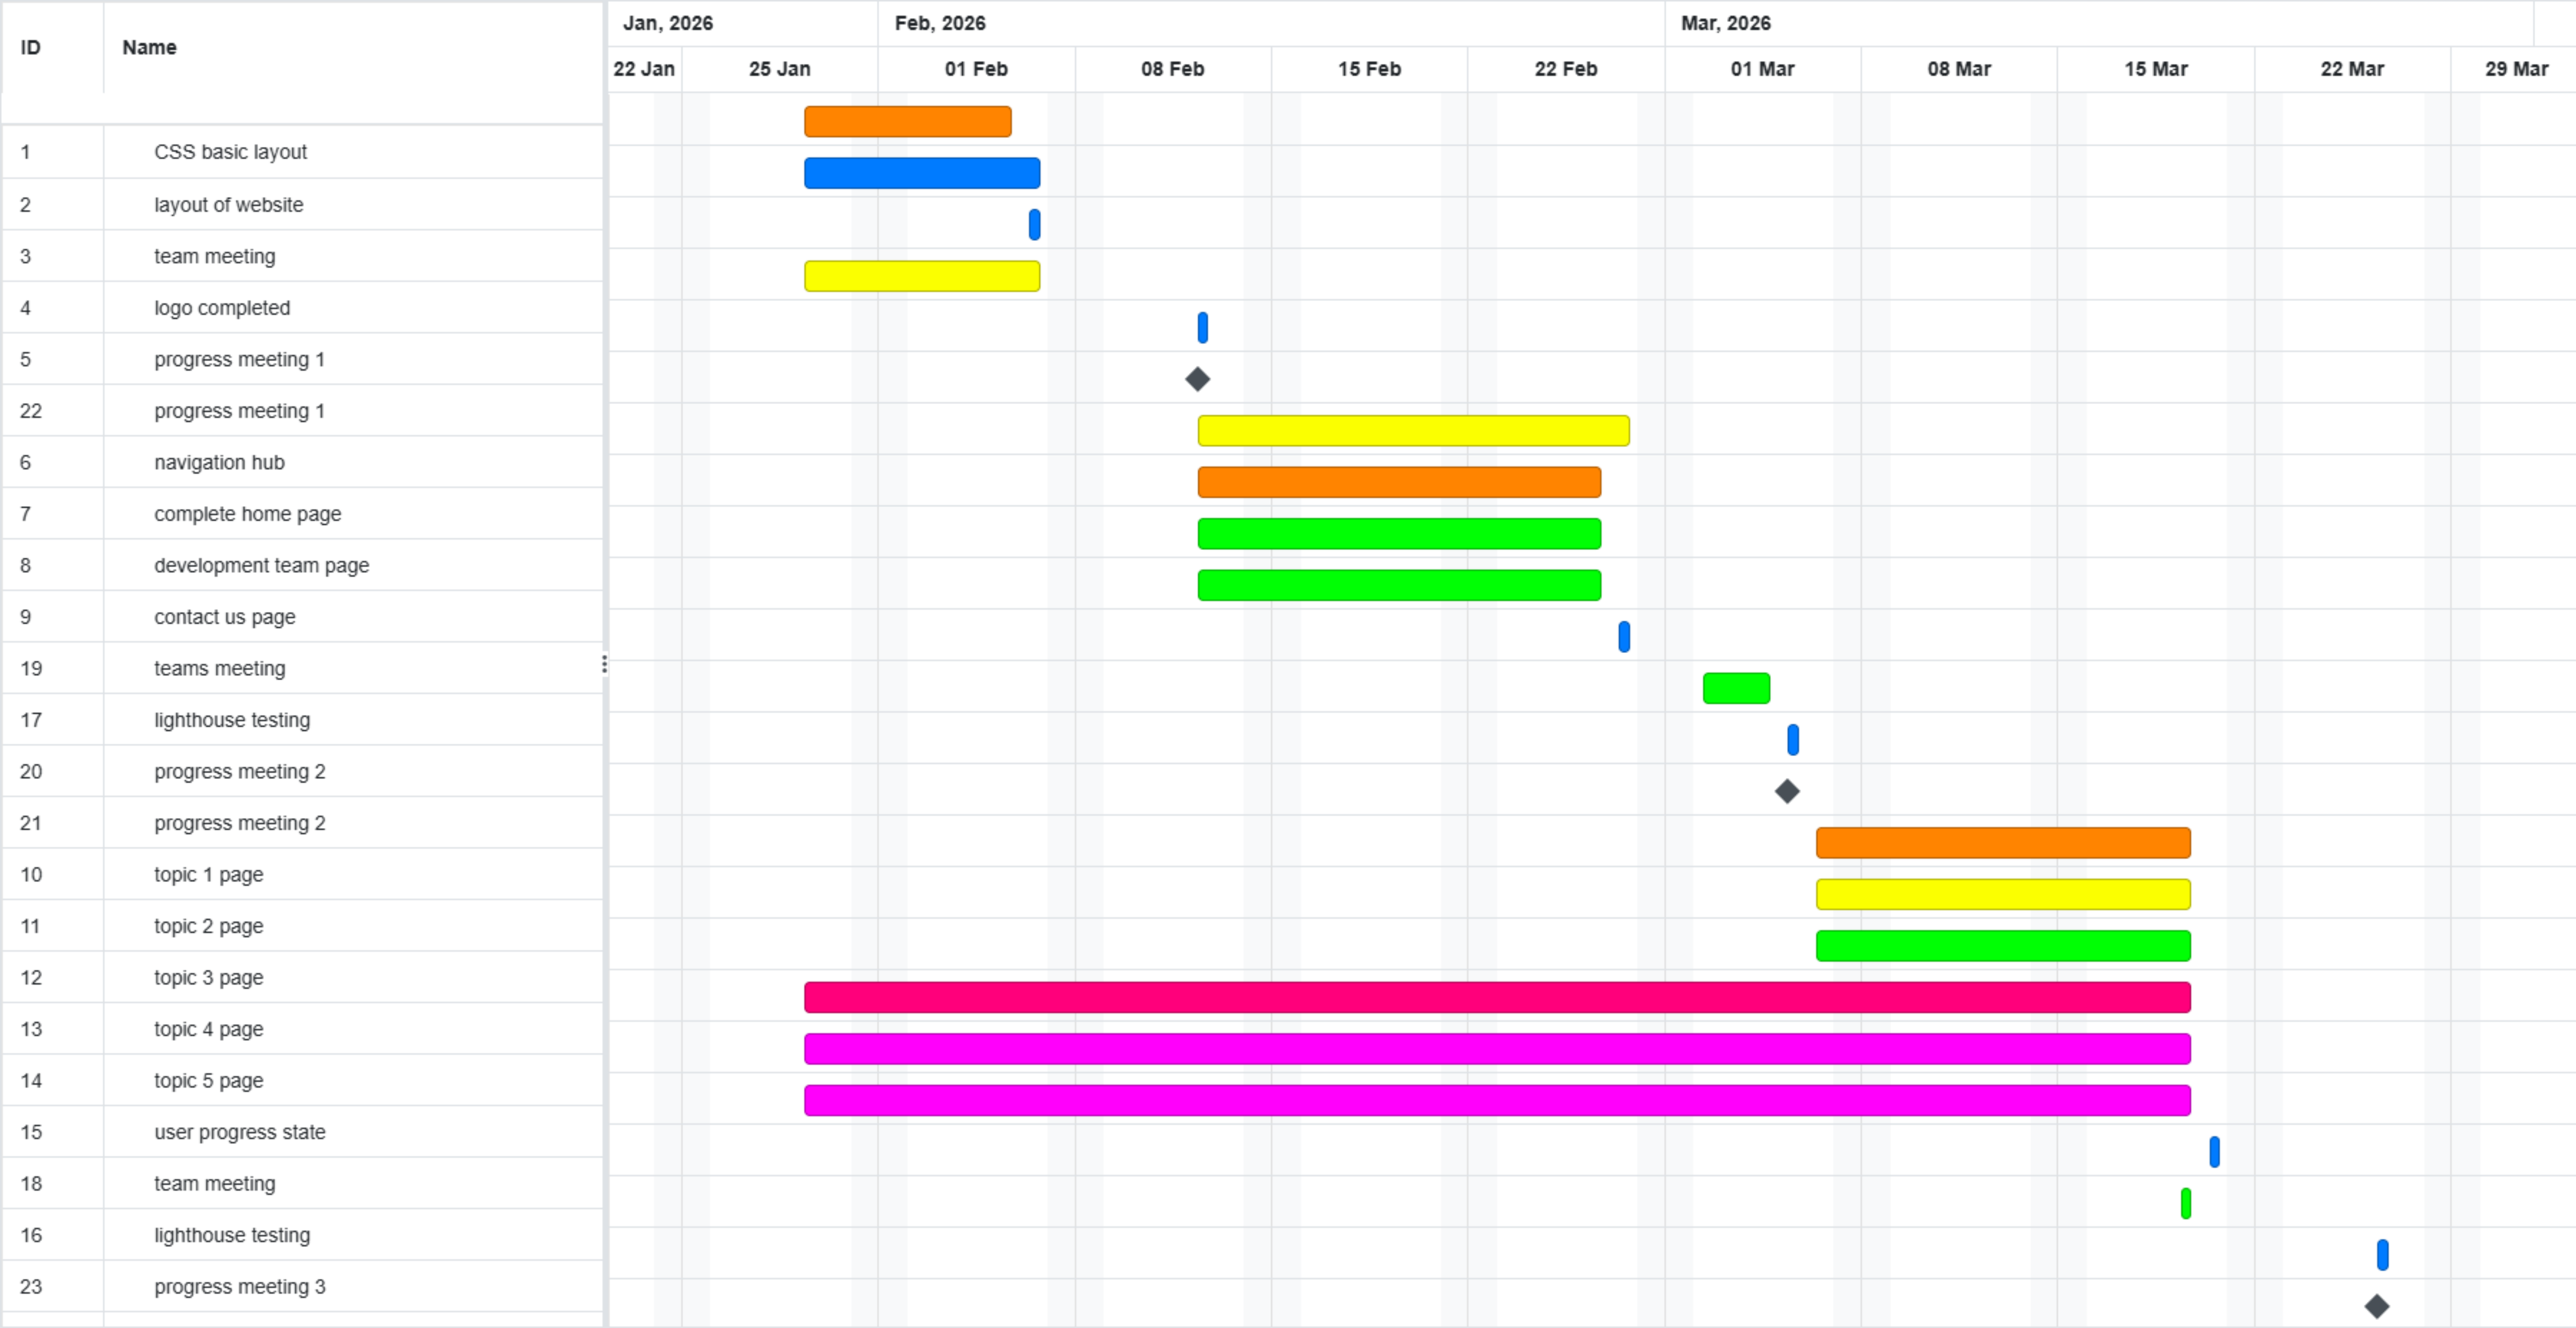 ID Name Jan, 2026 Feb, 2026 Mar, 2026
22 Jan 25 Jan 01 Feb 08 Feb 15 Feb 22 Feb 01 Mar 08 Mar 15 Mar 22 Mar 29 Mar
1 CSS basic layout
2 layout of website
3 team meeting
4 logo completed
5 progress meeting 1
22 progress meeting 1
6 navigation hub
7 complete home page
8 development team page
9 contact us page
19 teams meeting
17 lighthouse testing
20 progress meeting 2
21 progress meeting 2
10 topic 1 page
11 topic 2 page
12 topic 3 page
13 topic 4 page
14 topic 5 page
15 user progress state
18 team meeting
16 lighthouse testing
23 progress meeting 3